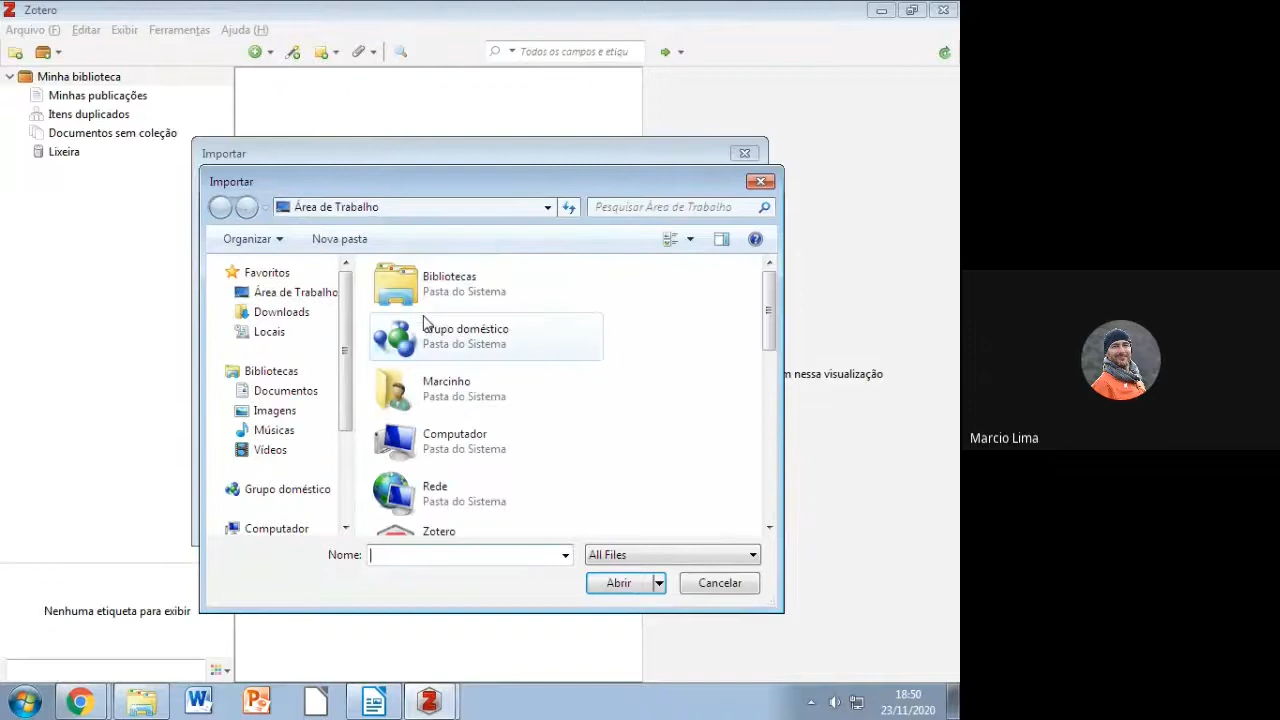 Zotero
Arquivo (F) Editar Exibir Ferramentas Ajuda (H)
Todos os campos e etiqu
Minha biblioteca
Minhas publicações
Itens duplicados
Documentos sem coleção
Lixeira
Importar
Importar
Área de Trabalho
Pesquisar Área de Trabalho
Organizar Nova pasta
Favoritos
Área de Trabalho
Downloads
Locais
Bibliotecas
Documentos
Imagens
Músicas
Vídeos
Grupo doméstico
Computador
Bibliotecas
Pasta do Sistema
Grupo doméstico
Pasta do Sistema
Marcinho
Pasta do Sistema
Computador
Pasta do Sistema
Rede
Pasta do Sistema
Zotero
Nome:
All Files
Abrir Cancelar
nessa visualização
Nenhuma etiqueta para exibir
18:50
23/11/2020
Marcio Lima